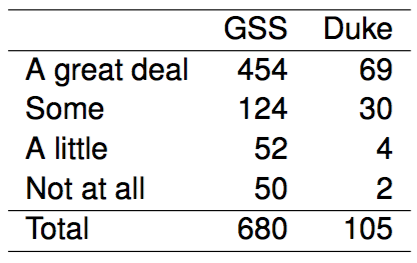 GSS Duke
A great deal 454 69
Some 124 30
A little 52 4
Not at all 50 2
Total 680 105